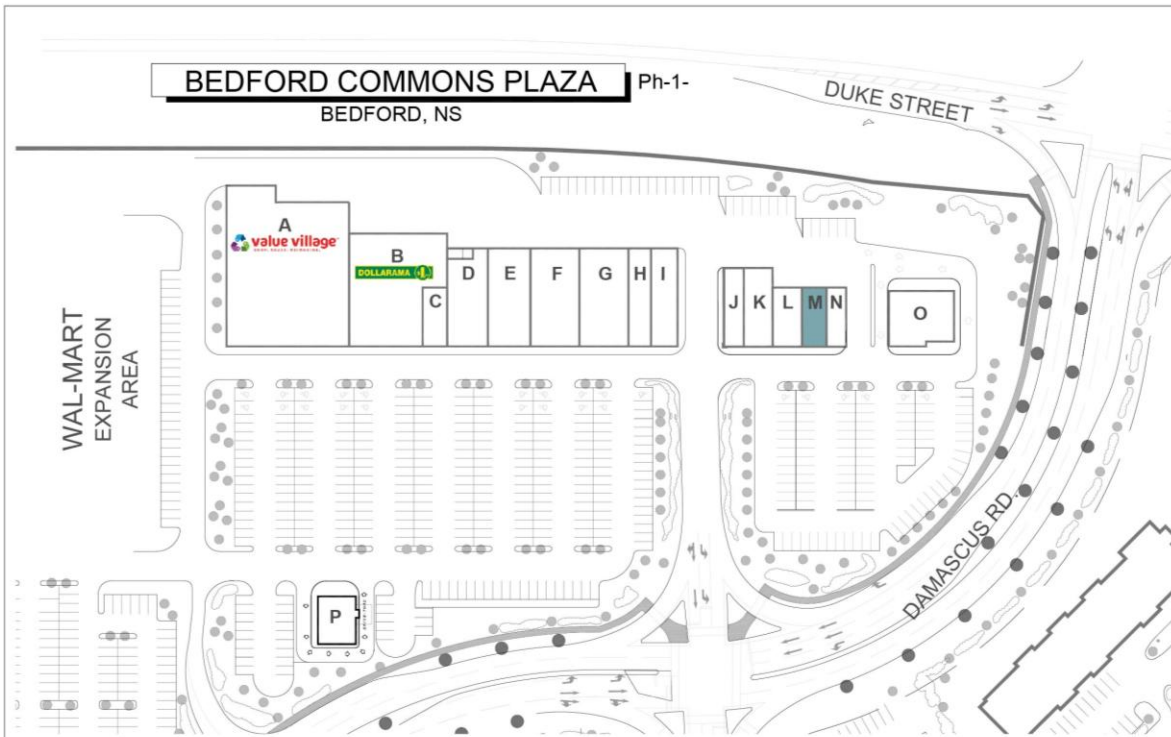 BEDFORD COMMONS PLAZA Ph-1-
BEDFORD, NS
DUKE STREET
A
value village
B
DOLLARAMA
C
D
E
F
G
H
I
J
K
L
M
N
O
WAL-MART
EXPANSION
AREA
DAMASCUS RD.
P